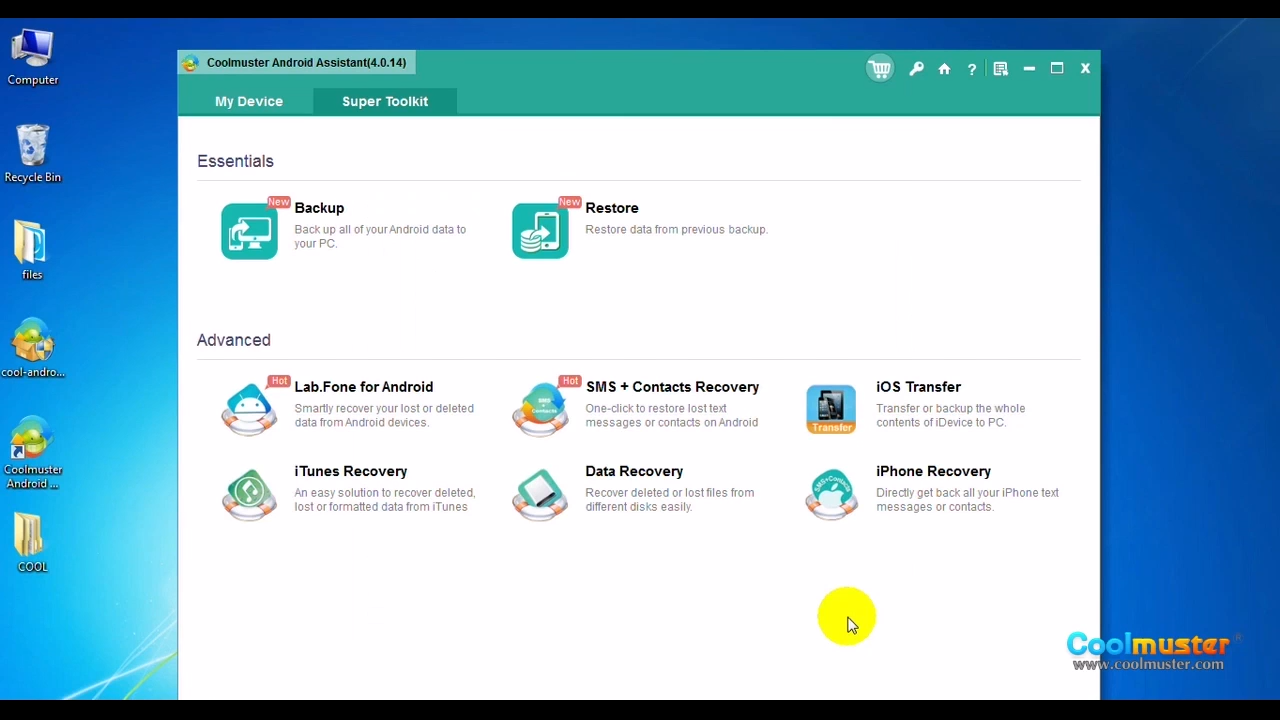 Computer
Recycle Bin
files
cool-andro...
Coolmuster
Android ...
COOL
Coolmuster Android Assistant(4.0.14)
?
My Device
Super Toolkit
Essentials
New
Backup
Back up all of your Android data to
your PC.
New
Restore
Restore data from previous backup.
Advanced
Hot
Lab.Fone for Android
Smartly recover your lost or deleted
data from Android devices.
Hot
SMS + Contacts Recovery
One-click to restore lost text
messages or contacts on Android
SMS
+
Contacts
iOS Transfer
Transfer or backup the whole
contents of iDevice to PC.
Transfer
iTunes Recovery
An easy solution to recover deleted,
lost or formatted data from iTunes
Data Recovery
Recover deleted or lost files from
different disks easily.
iPhone Recovery
Directly get back all your iPhone text
messages or contacts.
SMS+Contacts
Coolmuster®
www.coolmuster.com